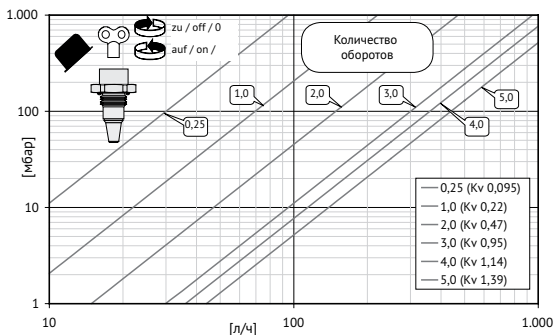 1.000
zu / off / 0
auf / on /
Количество
оборотов
0,25
1,0
2,0
3,0
4,0
5,0
100
[мбар]
10
0,25 (Kv 0,095)
1,0 (Kv 0,22)
2,0 (Kv 0,47)
3,0 (Kv 0,95)
4,0 (Kv 1,14)
5,0 (Kv 1,39)
1
10
100
1.000
[л/ч]